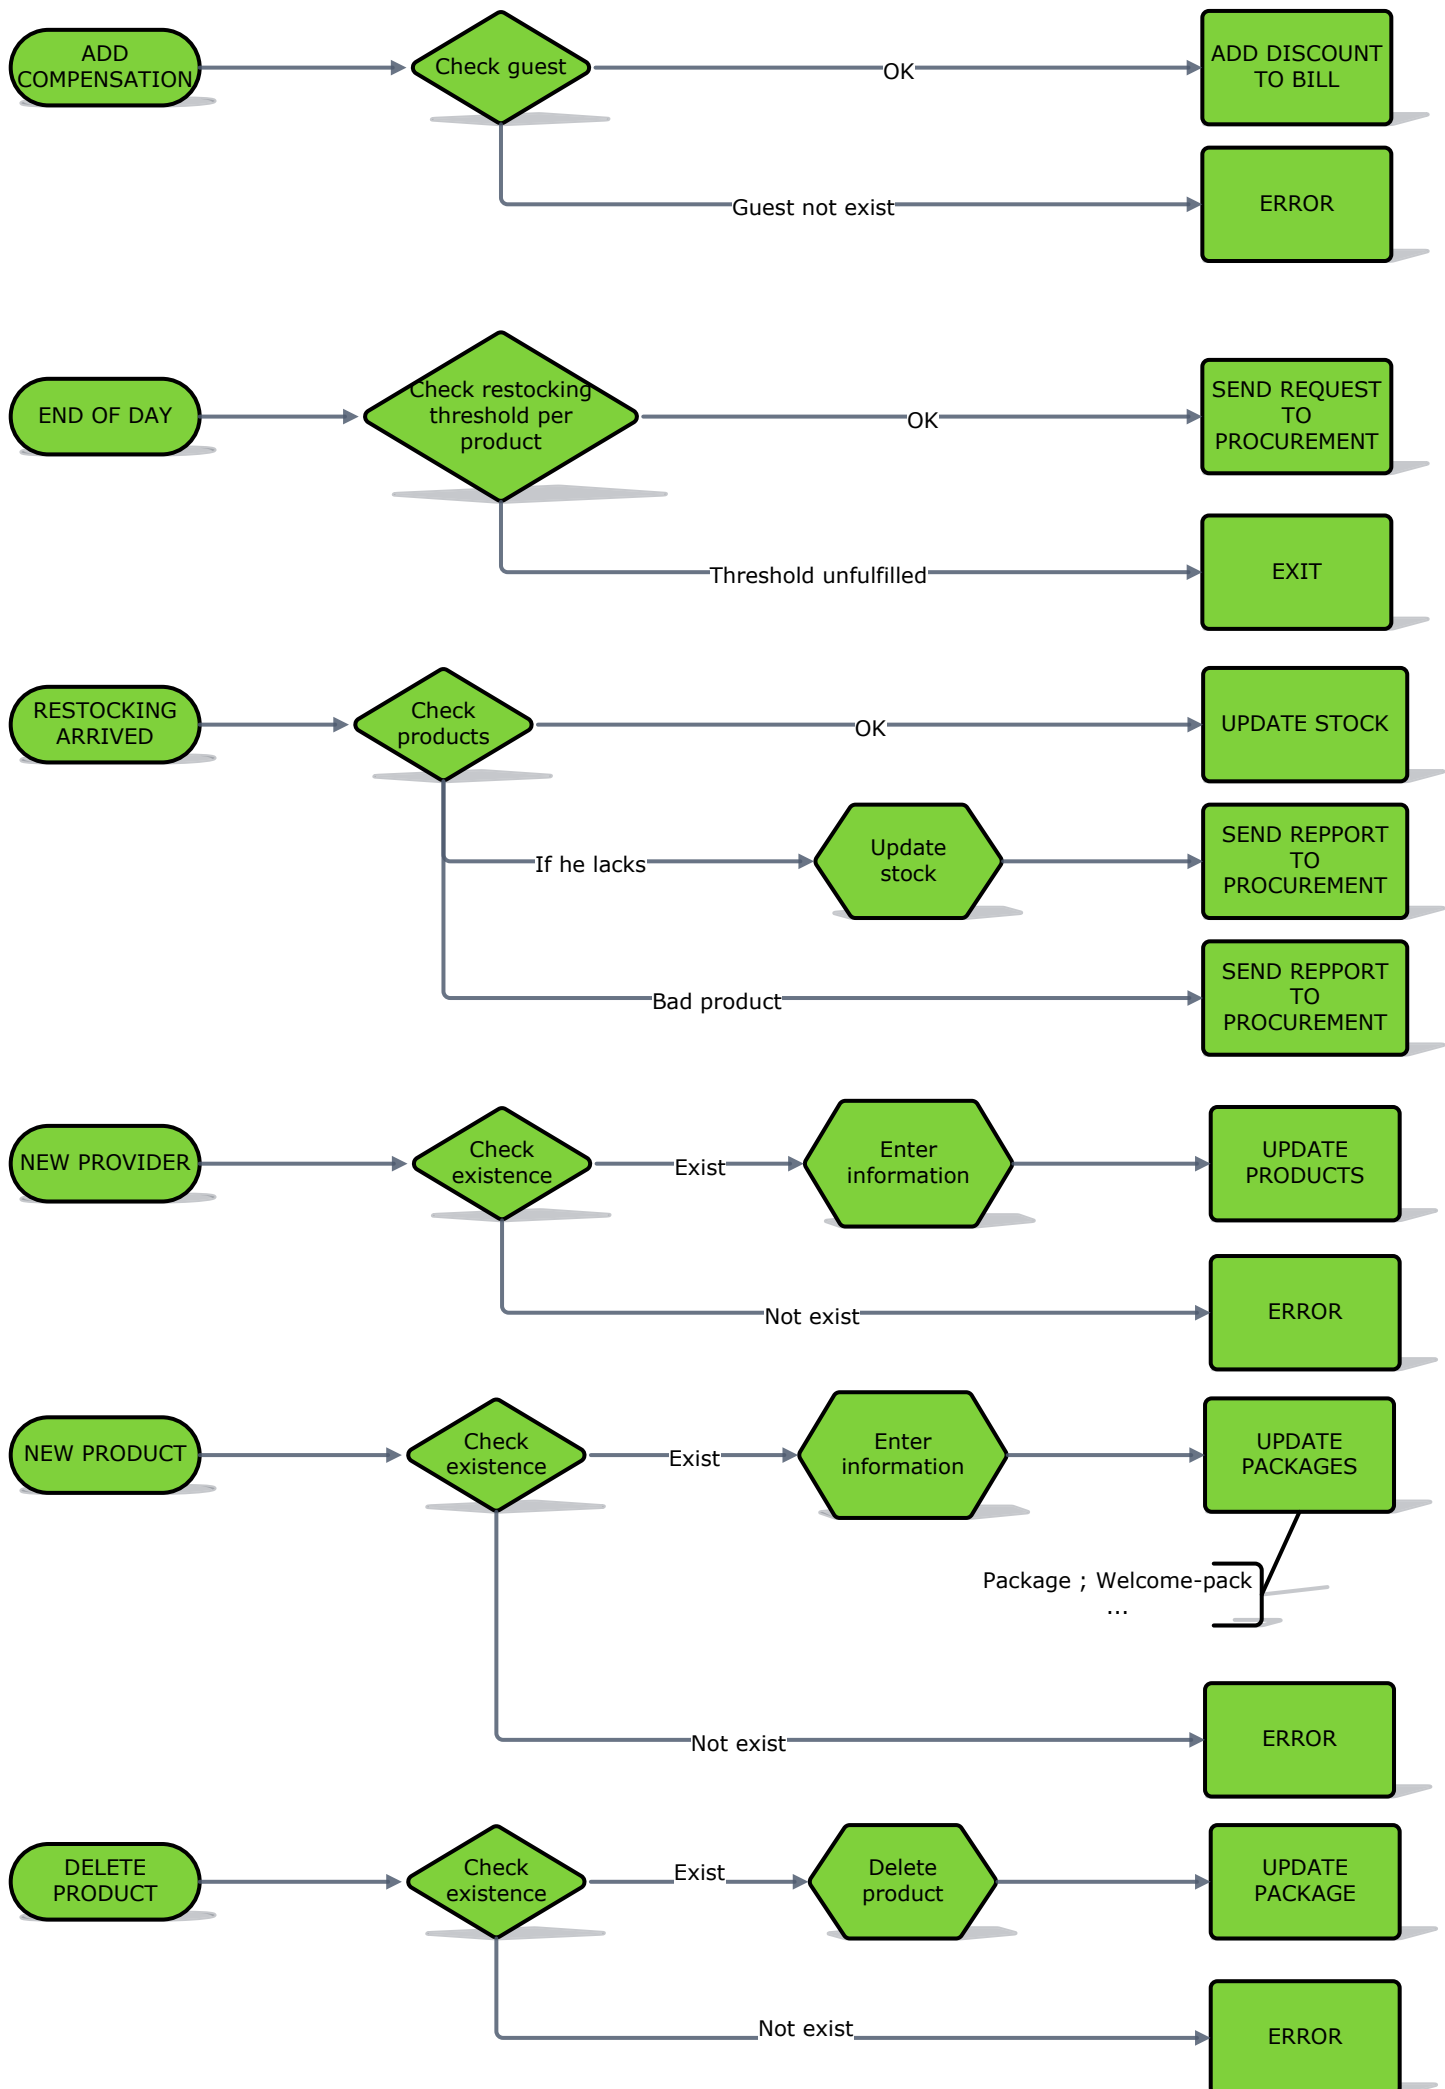 ADD
COMPENSATION
Check guest
OK
ADD DISCOUNT
TO BILL
Guest not exist
ERROR
END OF DAY
Check restocking
threshold per
product
OK
SEND REQUEST
TO
PROCUREMENT
Threshold unfulfilled
EXIT
RESTOCKING
ARRIVED
Check
products
OK
UPDATE STOCK
If he lacks
Update
stock
SEND REPPORT
TO
PROCUREMENT
Bad product
SEND REPPORT
TO
PROCUREMENT
NEW PROVIDER
Check
existence
Exist
Enter
information
UPDATE
PRODUCTS
Not exist
ERROR
NEW PRODUCT
Check
existence
Exist
Enter
information
UPDATE
PACKAGES
Package ; Welcome-pack
...
Not exist
ERROR
DELETE
PRODUCT
Check
existence
Exist
Delete
product
UPDATE
PACKAGE
Not exist
ERROR